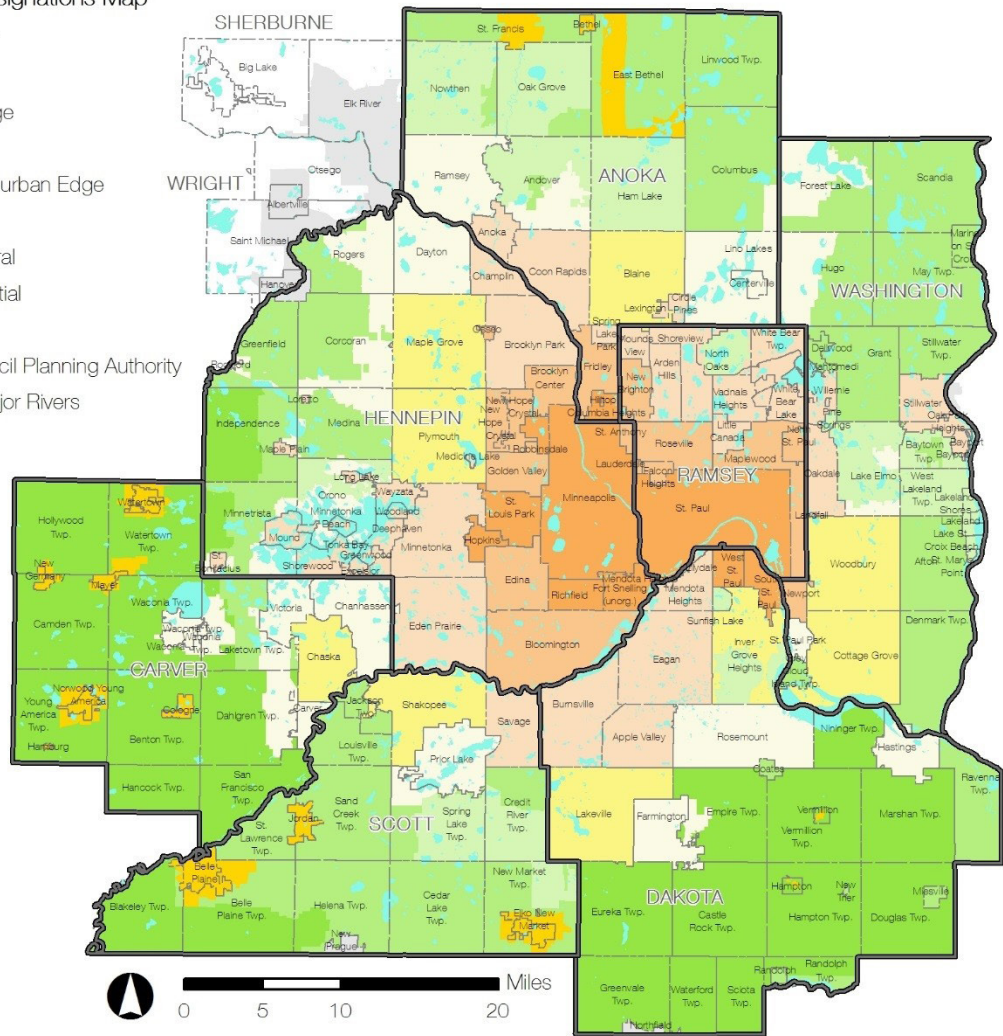 signations Map
ge
urban Edge
ral
tial
cil Planning Authority
jor Rivers
SHERBURNE
Big Lake
Elk River
WRIGHT
Otsego
Albertville
Saint Michael
St. Francis
Bethel
Nowthen
Oak Grove
East Bethel
Linwood Twp.
Ramsey
Andover
ANOKA
Ham Lake
Columbus
Forest Lake
Scandia
Rogers
Dayton
Anoka
Champlin
Coon Rapids
Blaine
Lino Lakes
Centerville
Lexington
Circle
Pines
Hugo
May Twp.
WASHINGTON
Greenfield
Corcoran
Maple Grove
Osseo
Brooklyn Park
Brooklyn
Center
Spring
Lake
Park
Fridley
Mounds
View
Shoreview
Arden
Hills
North
Oaks
White Bear
Twp.
White
Bear
Lake
New
Brighton
Vadnais
Heights
Dellwood
Mahtomedi
Willernie
Pine
Springs
Grant
Stillwater
Twp.
Stillwater
HENNEPIN
Independence
Loretto
Medina
Maple Plain
Plymouth
Medicine Lake
New Hope
Crystal
New
Hope
Crystal
Robbinsdale
Golden Valley
Columbia Heights
St. Anthony
Lauderdale
Roseville
Little
Canada
Maplewood
North
St. Paul
Falcon
Heights
RAMSEY
St. Paul
Oakdale
Landfall
Lake Elmo
Baytown
Twp.
Bayport
West
Lakeland
Twp.
Lakeland
Shores
Lakeland
Lake St.
Croix Beach
St. Mary's
Point
Afton
Woodbury
Minnetrista
Long Lake
Orono
Minnetonka
Beach
Wayzata
Woodland
Deephaven
Tonka Bay
Greenwood
Mound
Shorewood
Excelsior
Minnetonka
St.
Louis Park
Hopkins
Minneapolis
Edina
Richfield
Fort Snelling
(unorg.)
Eden Prairie
Bloomington
Mendota
Heights
West
St. Paul
South
St. Paul
Newport
Sunfish Lake
Inver
Grove
Heights
St. Paul Park
Cottage Grove
Denmark Twp.
Eagan
Hollywood
Twp.
Watertown
Watertown
Twp.
New
Germany
Mayer
Waconia Twp.
Camden Twp.
Waconia
Laketown Twp.
Victoria
Chanhassen
Chaska
CARVER
Norwood Young
America
Young
America
Twp.
Cologne
Hamburg
Benton Twp.
Dahlgren Twp.
Carver
Hancock Twp.
San
Francisco
Twp.
Jackson
Twp.
Shakopee
Louisville
Twp.
Prior Lake
Savage
Burnsville
Apple Valley
Rosemount
Nininger Twp.
Hastings
Ravenna
Twp.
Coates
Sand
Creek
Twp.
Jordan
St.
Lawrence
Twp.
SCOTT
Spring
Lake
Twp.
Credit
River
Twp.
Lakeville
Farmington
Empire Twp.
Vermillion
Vermillion
Twp.
Marshan Twp.
Belle
Plaine
Blakeley Twp.
Belle
Plaine Twp.
Helena Twp.
Cedar
Lake
Twp.
New Market
Twp.
Elko New
Market
New
Prague
DAKOTA
Eureka Twp.
Castle
Rock Twp.
Hampton
New
Trier
Hampton Twp.
Miesville
Douglas Twp.
Greenvale
Twp.
Waterford
Twp.
Sciota
Twp.
Randolph
Randolph
Twp.
Northfield
Miles
0 5 10 20